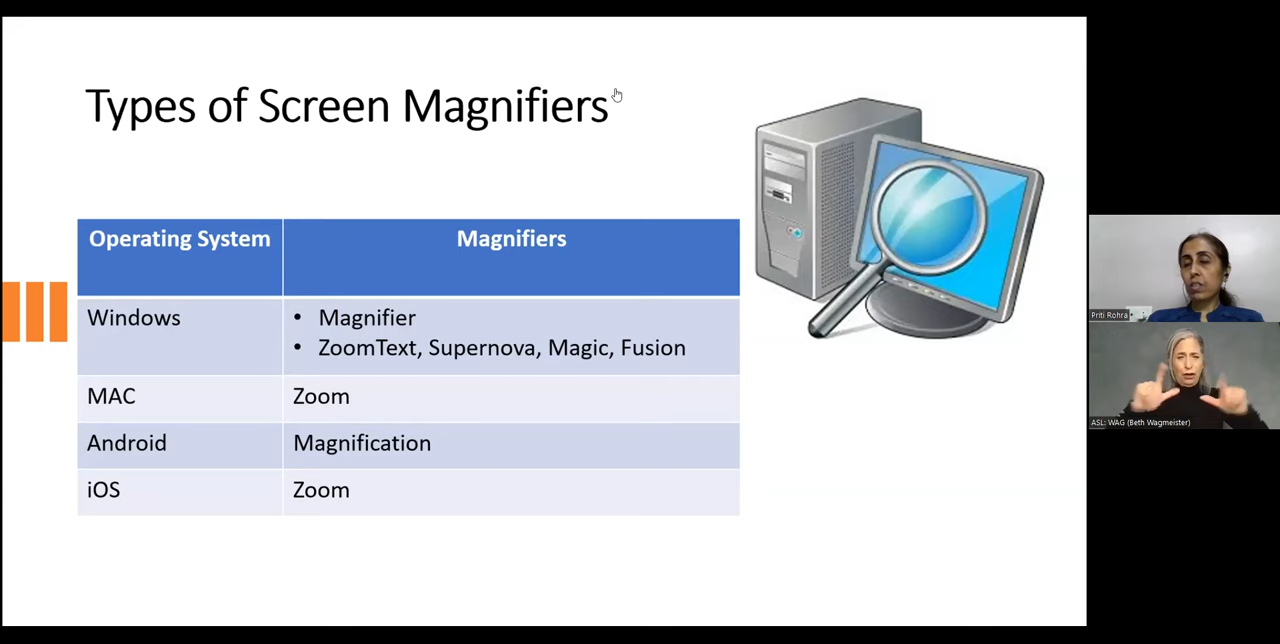 Types of Screen Magnifiers
Operating System
Magnifiers
Windows
• Magnifier
• ZoomText, Supernova, Magic, Fusion
MAC
Zoom
Android
Magnification
iOS
Zoom
Priti Rohra
ASL: WAG (Beth Wagmeister)